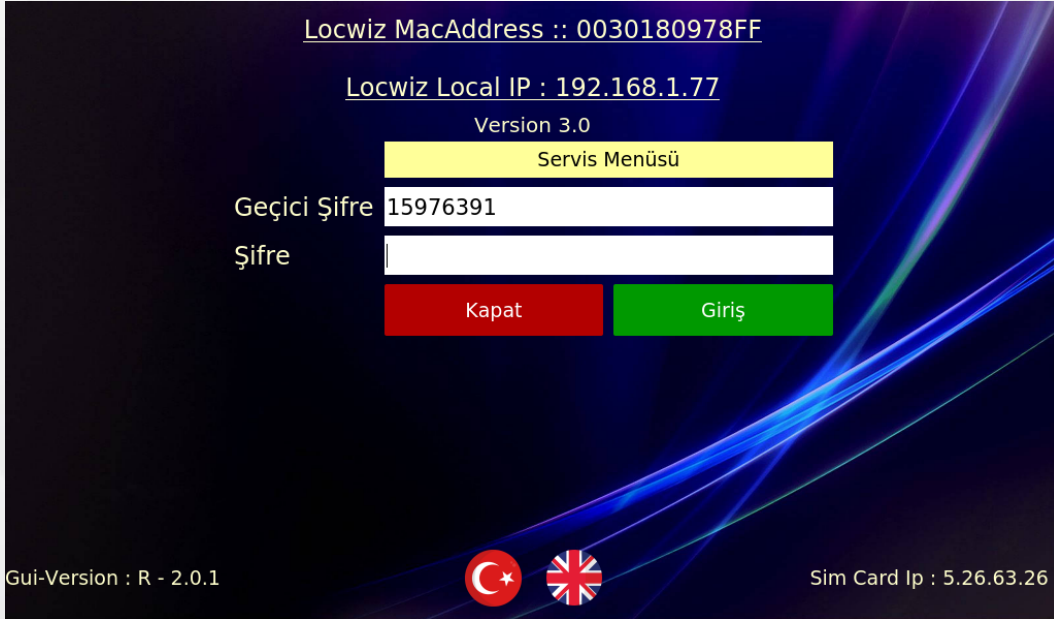 Locwiz MacAddress :: 0030180978FF
Locwiz Local IP : 192.168.1.77
Version 3.0
Servis Menüsü
Geçici Şifre 15976391
Şifre
Kapat Giriş
Gui-Version : R - 2.0.1 Sim Card Ip : 5.26.63.26